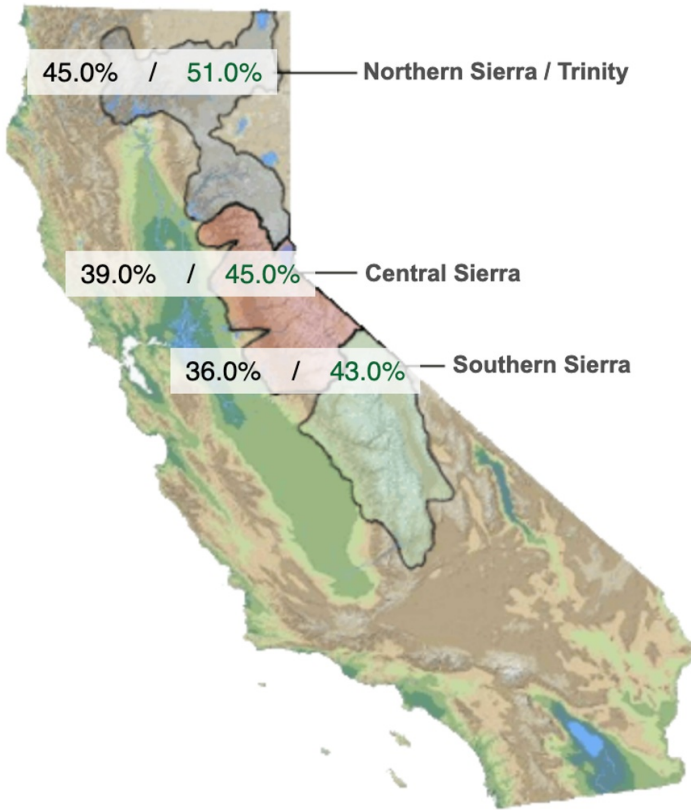 45.0% / 51.0% Northern Sierra / Trinity
39.0% / 45.0% Central Sierra
36.0% / 43.0% Southern Sierra